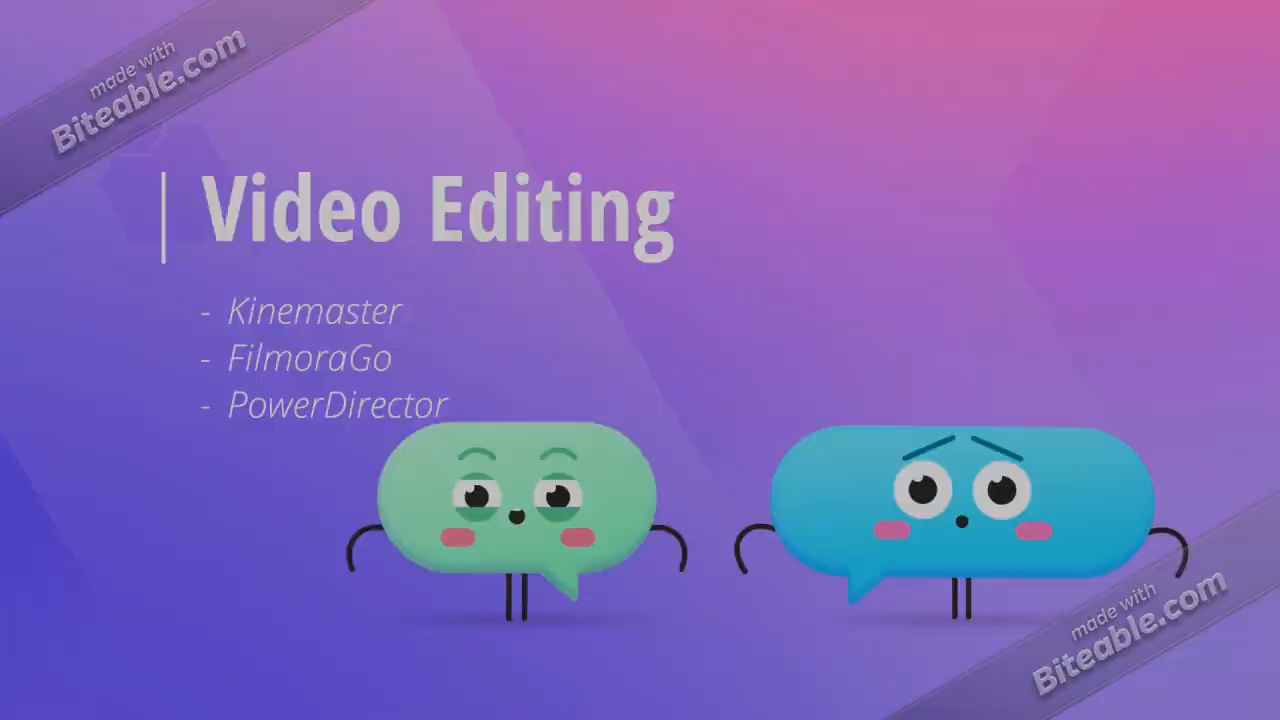 made with
Biteable.com
Video Editing
- Kinemaster
- FilmoraGo
- PowerDirector
made with
Biteable.com